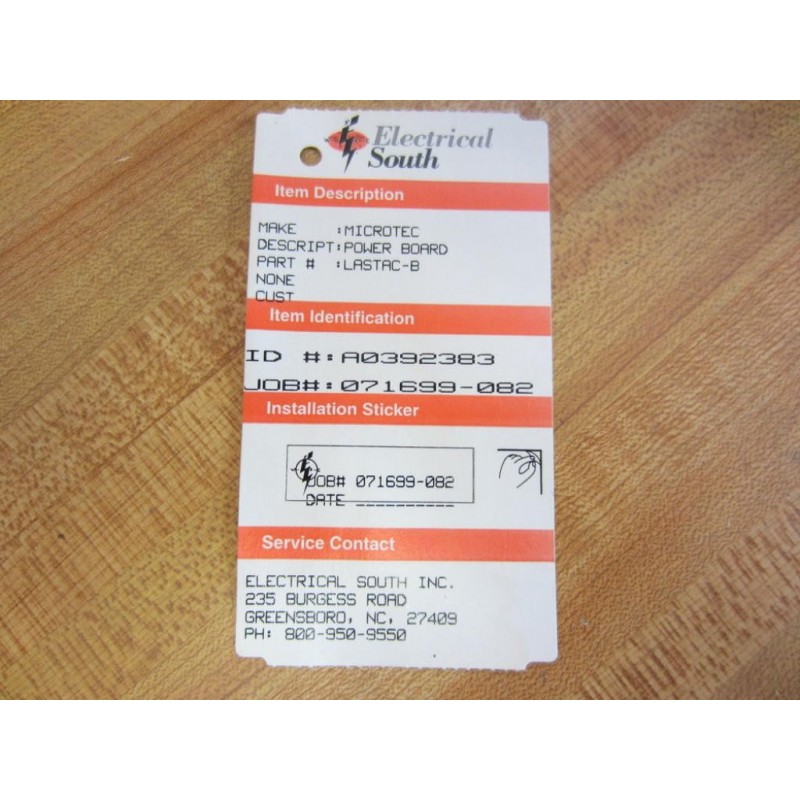 Electrical
South
Item Description
MAKE :MICROTEC
DESCRIPT:POWER BOARD
PART # :LASTAC-B
NONE
CUST
Item Identification
ID #:A0392383
JOB#:071699-082
Installation Sticker
JOB# 071699-082
DATE __________
Service Contact
ELECTRICAL SOUTH INC.
235 BURGESS ROAD
GREENSBORO, NC, 27409
PH: 800-950-9550